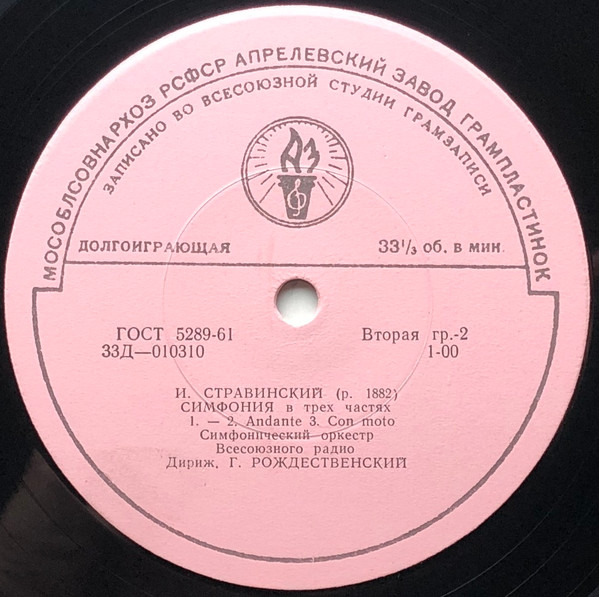 МОСОБЛСОВНАРХОЗ РСФСР АПРЕЛЕВСКИЙ ЗАВОД ГРАМПЛАСТИНОК
ЗАПИСАНО ВО ВСЕСОЮЗНОЙ СТУДИИ ГРАМЗАПИСИ
АЗ
ДОЛГОИГРАЮЩАЯ 33⅓ об. в мин.
ГОСТ 5289-61 Вторая гр.-2
33Д—010310 1-00
И. СТРАВИНСКИЙ (р. 1882)
СИМФОНИЯ в трех частях
1. — 2. Andante 3. Con moto
Симфонический оркестр
Всесоюзного радио
Дириж. Г. РОЖДЕСТВЕНСКИЙ